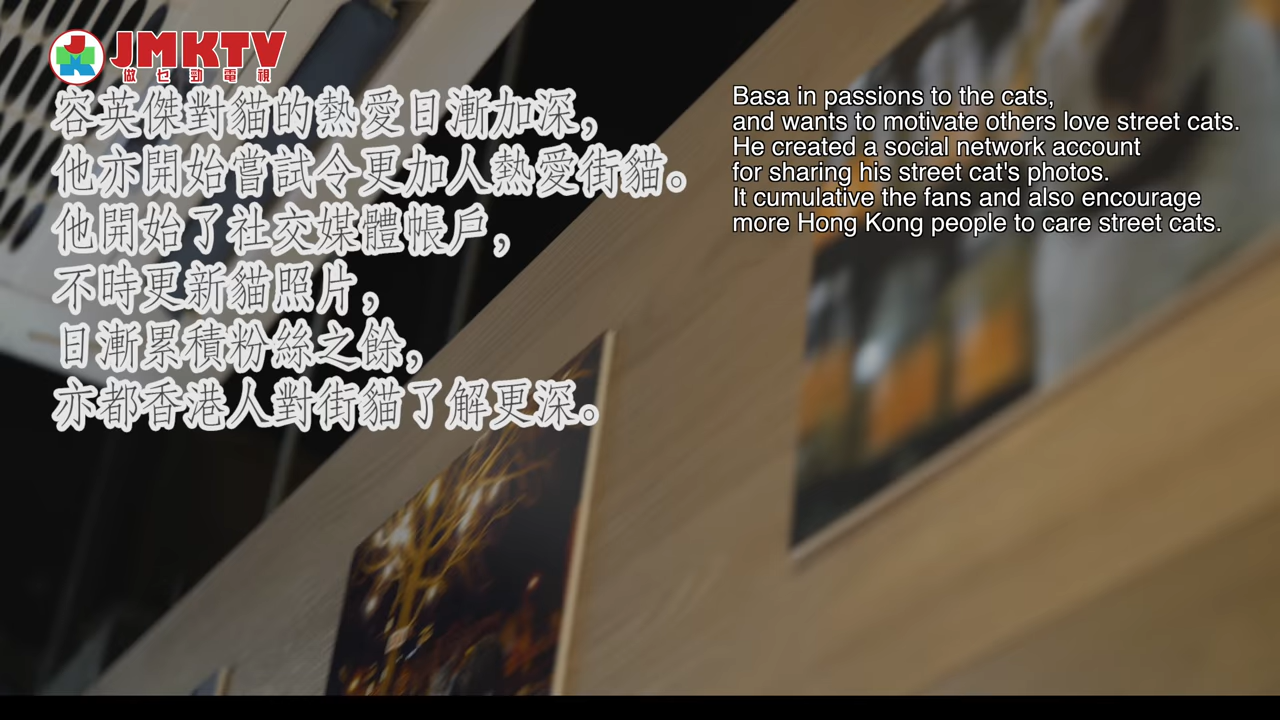 JMKTV
做乜勁電視
容英傑對貓的熱愛日漸加深，
他亦開始嘗試令更加人熱愛街貓。
他開始了社交媒體帳戶，
不時更新貓照片，
日漸累積粉絲之餘，
亦都香港人對街貓了解更深。
Basa in passions to the cats,
and wants to motivate others love street cats.
He created a social network account
for sharing his street cat's photos.
It cumulative the fans and also encourage
more Hong Kong people to care street cats.